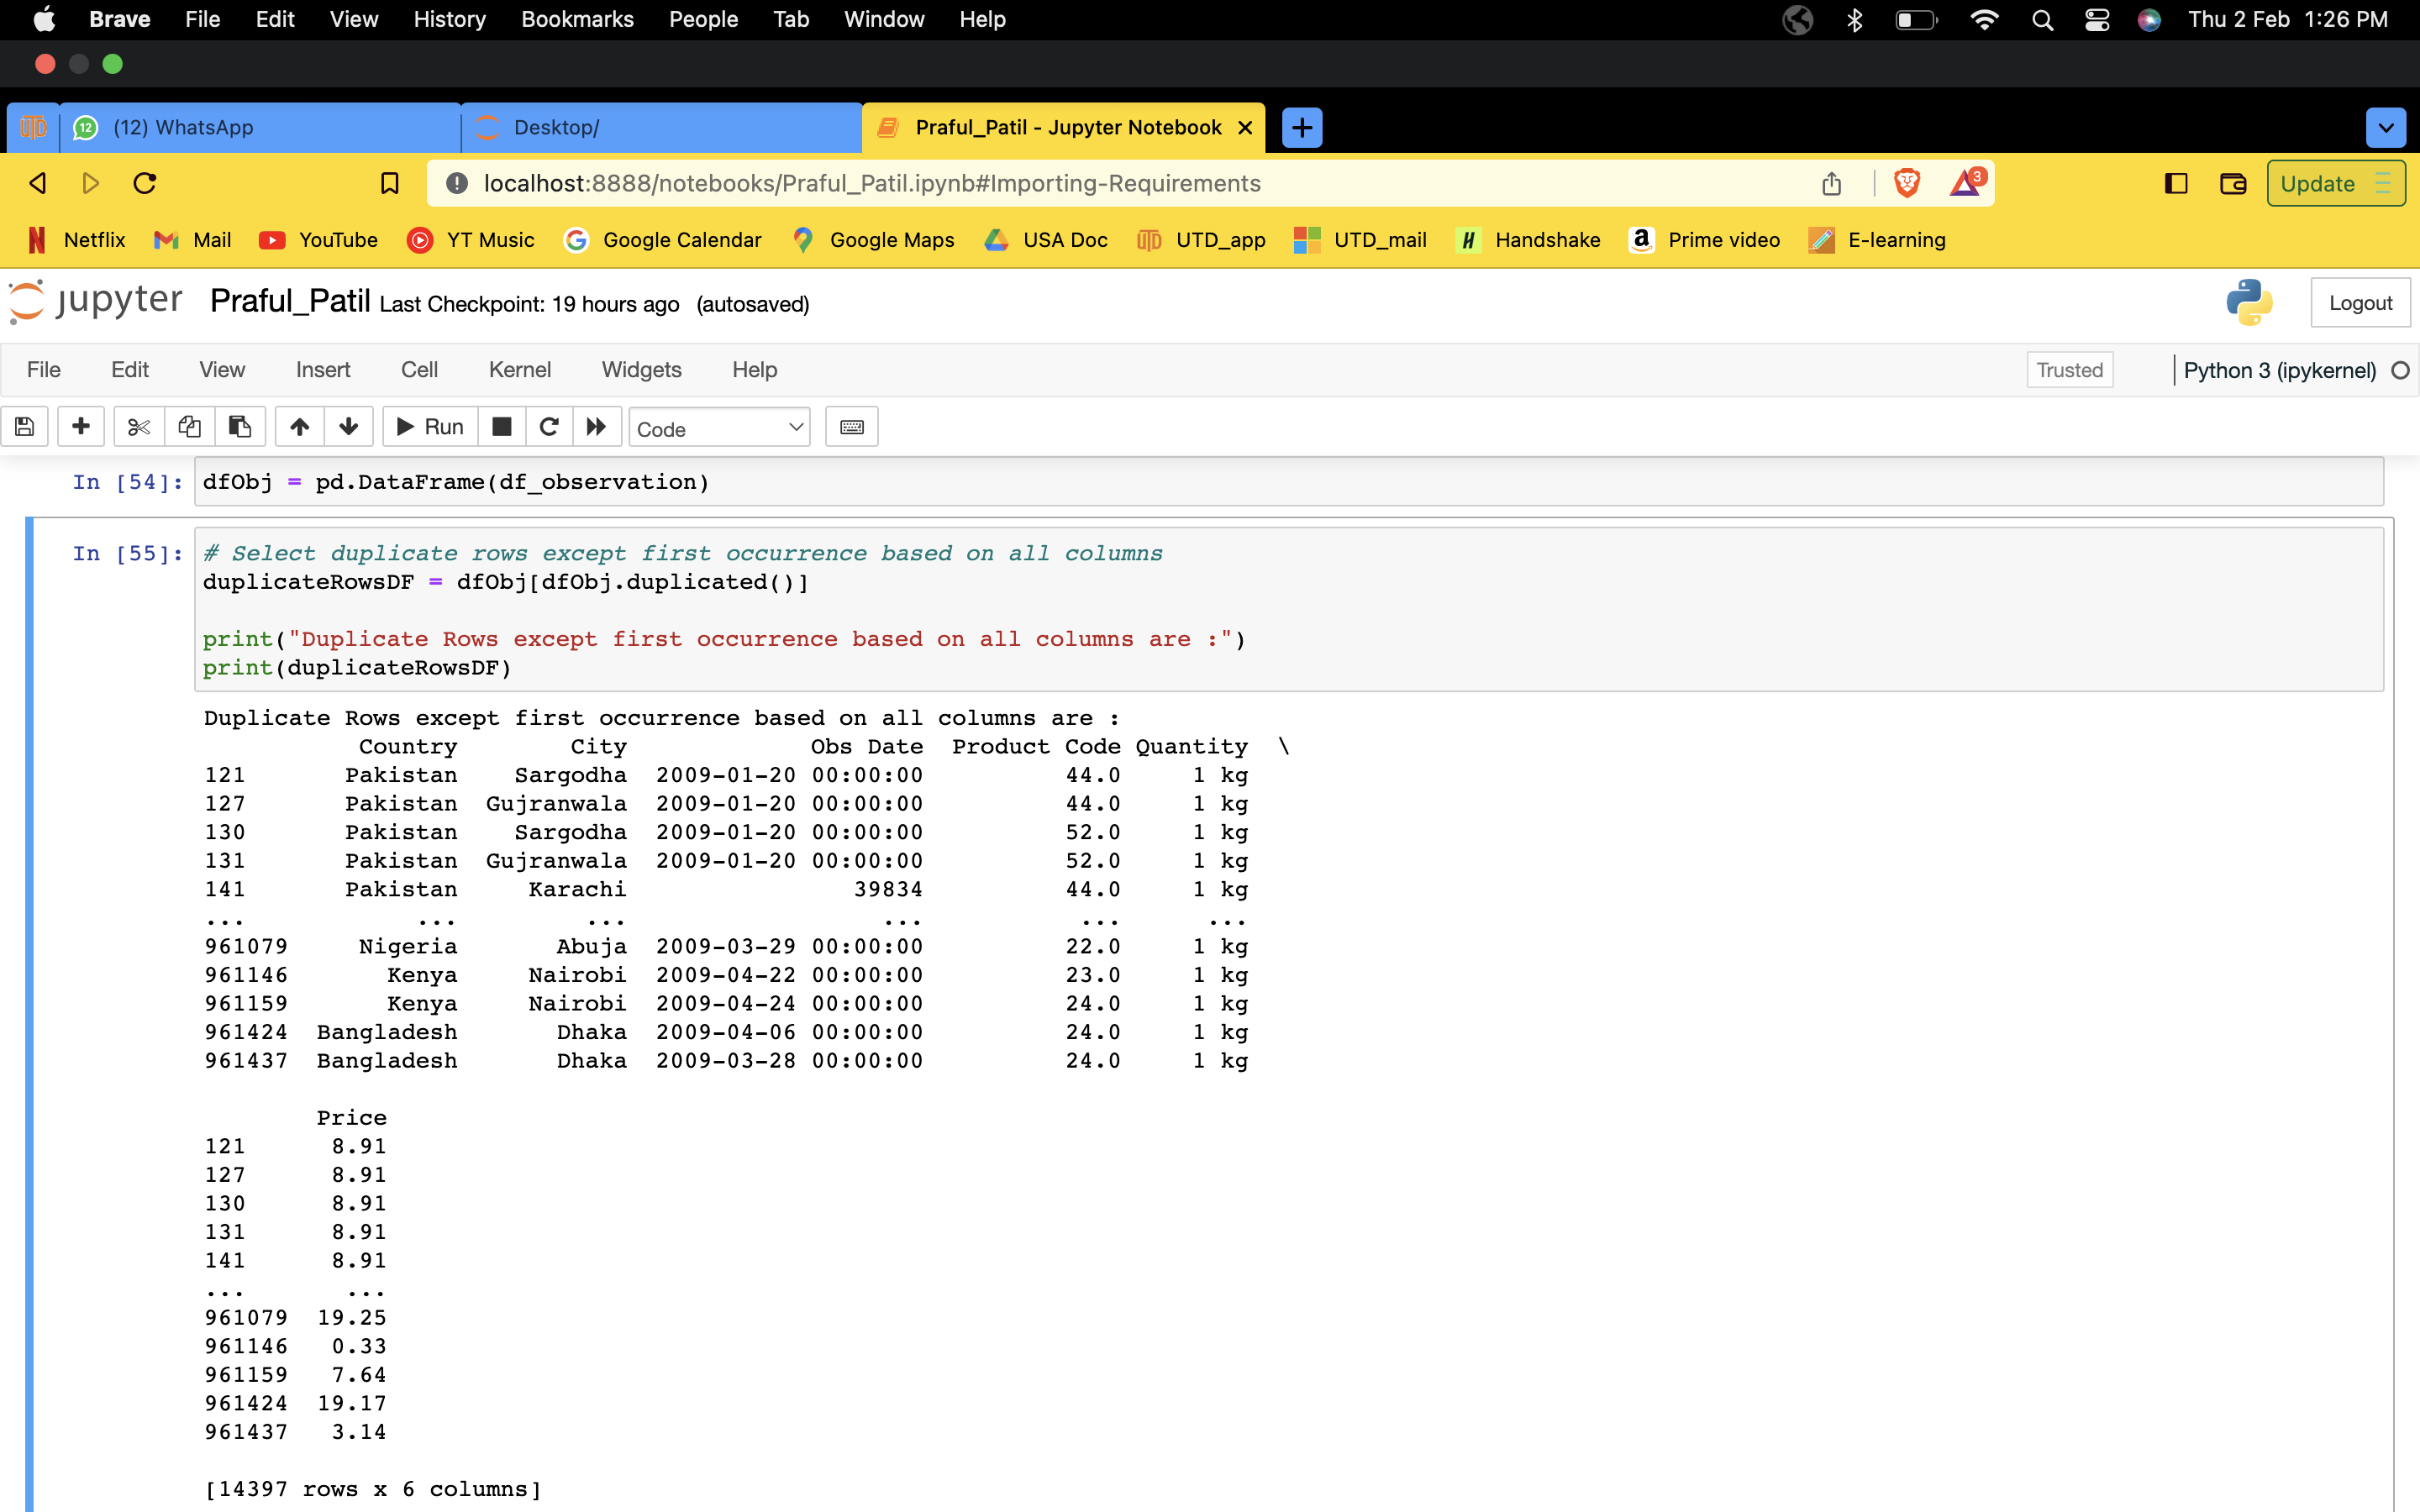 Brave File Edit View History Bookmarks People Tab Window Help Thu 2 Feb 1:26 PM
UTD 12 (12) WhatsApp Desktop/ Praful_Patil - Jupyter Notebook
localhost:8888/notebooks/Praful_Patil.ipynb#Importing-Requirements 3 Update
Netflix Mail YouTube YT Music Google Calendar Google Maps USA Doc UTD_app UTD_mail Handshake Prime video E-learning
jupyter Praful_Patil Last Checkpoint: 19 hours ago (autosaved) Logout
File Edit View Insert Cell Kernel Widgets Help Trusted Python 3 (ipykernel)
Run Code
In [54]: dfObj = pd.DataFrame(df_observation)
In [55]: # Select duplicate rows except first occurrence based on all columns
duplicateRowsDF = dfObj[dfObj.duplicated()]
print("Duplicate Rows except first occurrence based on all columns are :")
print(duplicateRowsDF)
Duplicate Rows except first occurrence based on all columns are :
Country City Obs Date Product Code Quantity \
121 Pakistan Sargodha 2009-01-20 00:00:00 44.0 1 kg
127 Pakistan Gujranwala 2009-01-20 00:00:00 44.0 1 kg
130 Pakistan Sargodha 2009-01-20 00:00:00 52.0 1 kg
131 Pakistan Gujranwala 2009-01-20 00:00:00 52.0 1 kg
141 Pakistan Karachi 39834 44.0 1 kg
... ... ... ... ... ...
961079 Nigeria Abuja 2009-03-29 00:00:00 22.0 1 kg
961146 Kenya Nairobi 2009-04-22 00:00:00 23.0 1 kg
961159 Kenya Nairobi 2009-04-24 00:00:00 24.0 1 kg
961424 Bangladesh Dhaka 2009-04-06 00:00:00 24.0 1 kg
961437 Bangladesh Dhaka 2009-03-28 00:00:00 24.0 1 kg
Price
121 8.91
127 8.91
130 8.91
131 8.91
141 8.91
... ...
961079 19.25
961146 0.33
961159 7.64
961424 19.17
961437 3.14
[14397 rows x 6 columns]